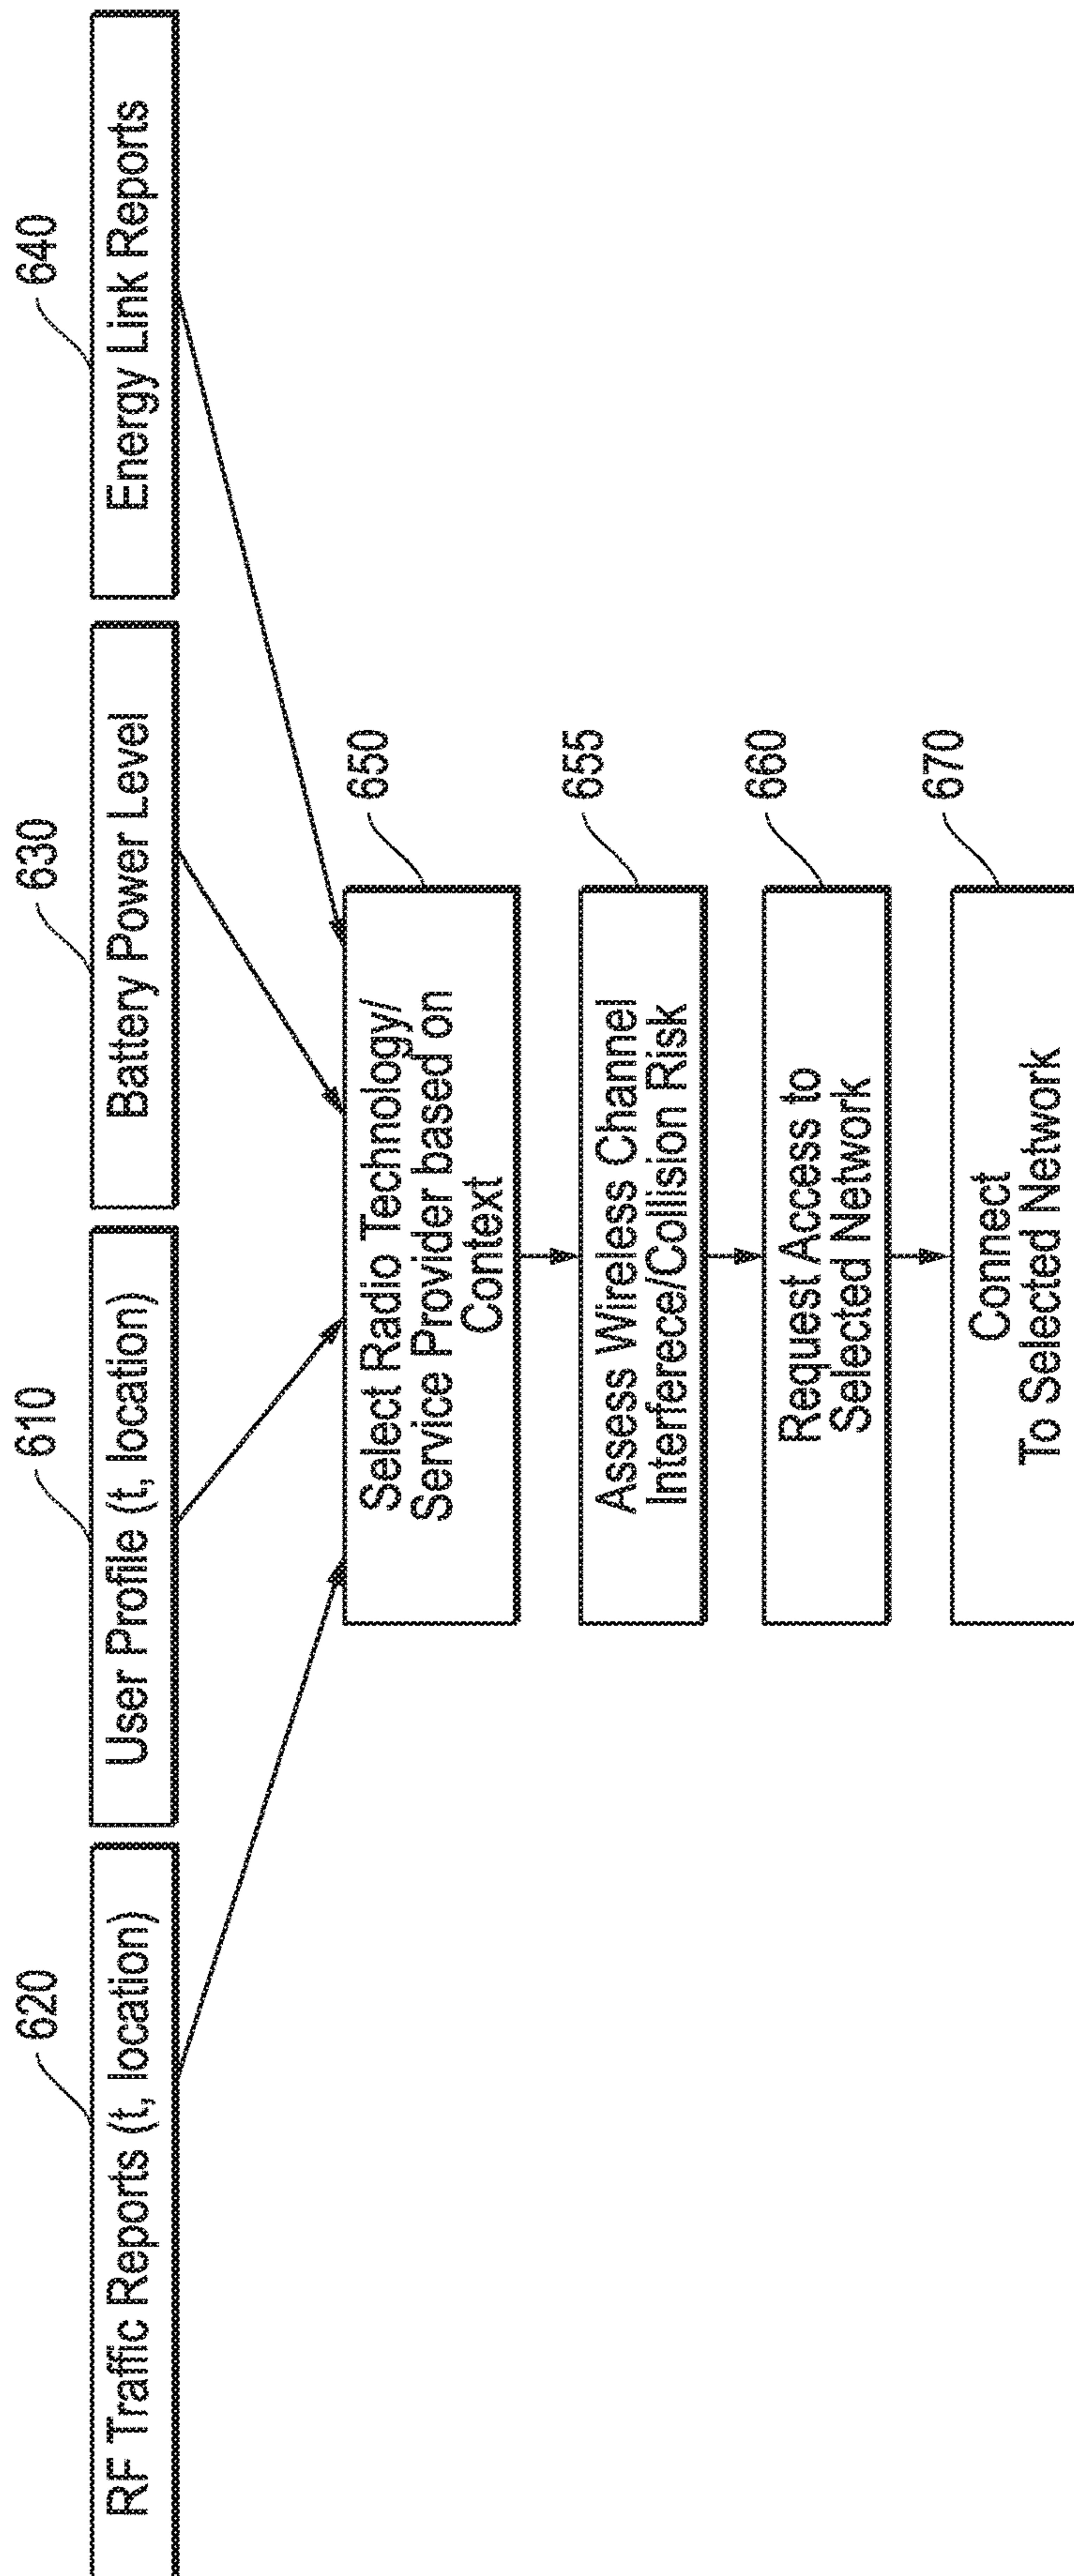 620
610
630
640
RF Traffic Reports (t, location)
User Profile (t, location)
Battery Power Level
Energy Link Reports
650
Select Radio Technology/
Service Provider based on
Context
655
Assess Wireless Channel
Interferece/Collision Risk
660
Request Access to
Selected Network
670
Connect
To Selected Network